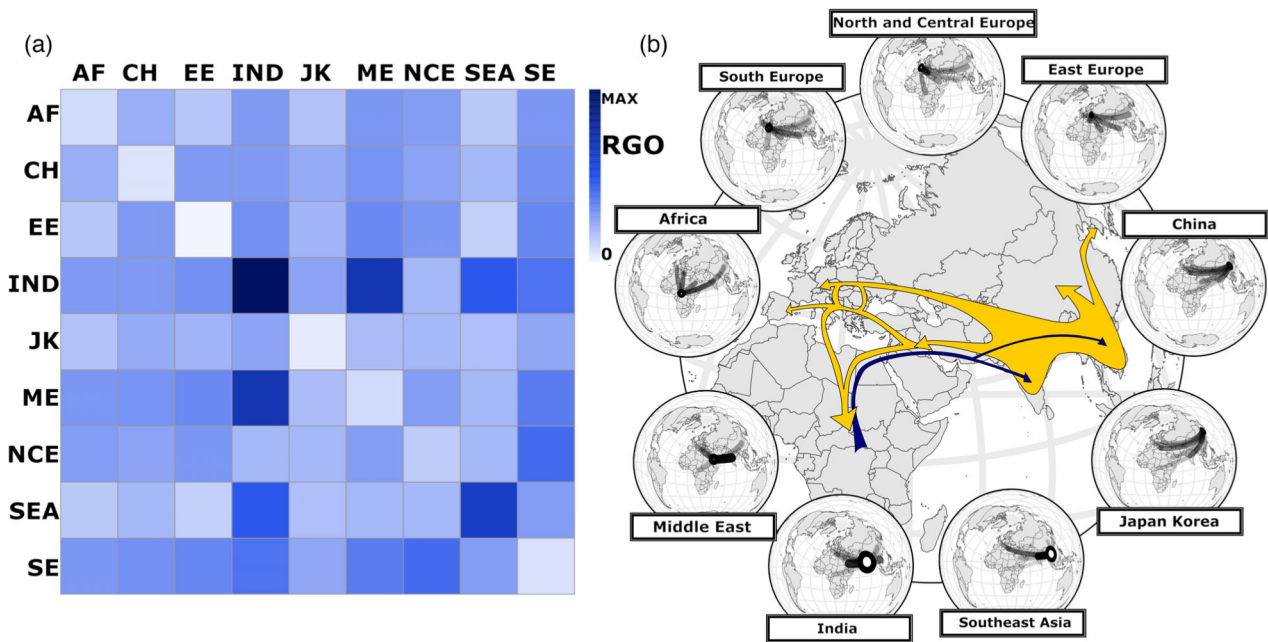 (a)
AF CH EE IND JK ME NCE SEA SE
AF
CH
EE
IND
JK
ME
NCE
SEA
SE
MAX
RGO
0
(b)
North and Central Europe
South Europe
East Europe
Africa
China
Middle East
Japan Korea
India
Southeast Asia